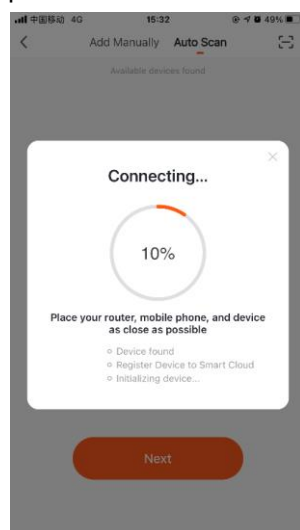 中国移动 4G 15:32 49%
Add Manually Auto Scan
Available devices found
Connecting...
10%
Place your router, mobile phone, and device
as close as possible
Device found
Register Device to Smart Cloud
Initializing device...
Next